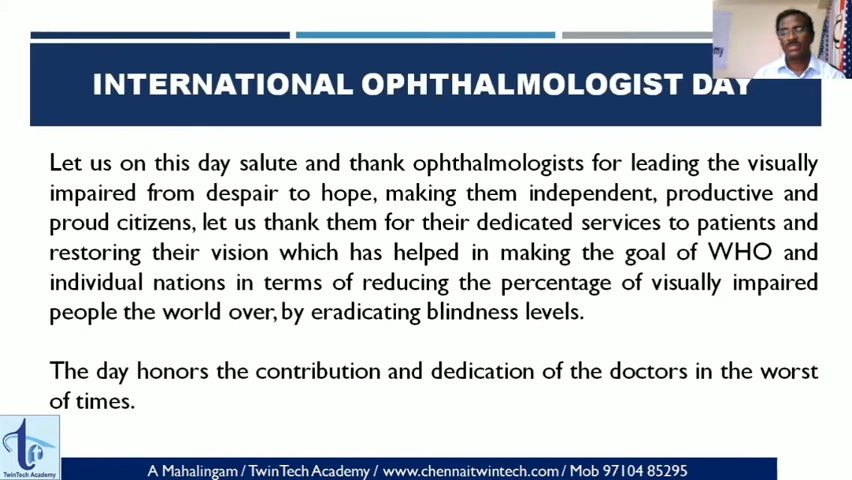 INTERNATIONAL OPHTHALMOLOGIST DAY
Let us on this day salute and thank ophthalmologists for leading the visually
impaired from despair to hope, making them independent, productive and
proud citizens, let us thank them for their dedicated services to patients and
restoring their vision which has helped in making the goal of WHO and
individual nations in terms of reducing the percentage of visually impaired
people the world over, by eradicating blindness levels.
The day honors the contribution and dedication of the doctors in the worst
of times.
TwinTech Academy
A Mahalingam / TwinTech Academy / www.chennaitwintech.com / Mob 97104 85295